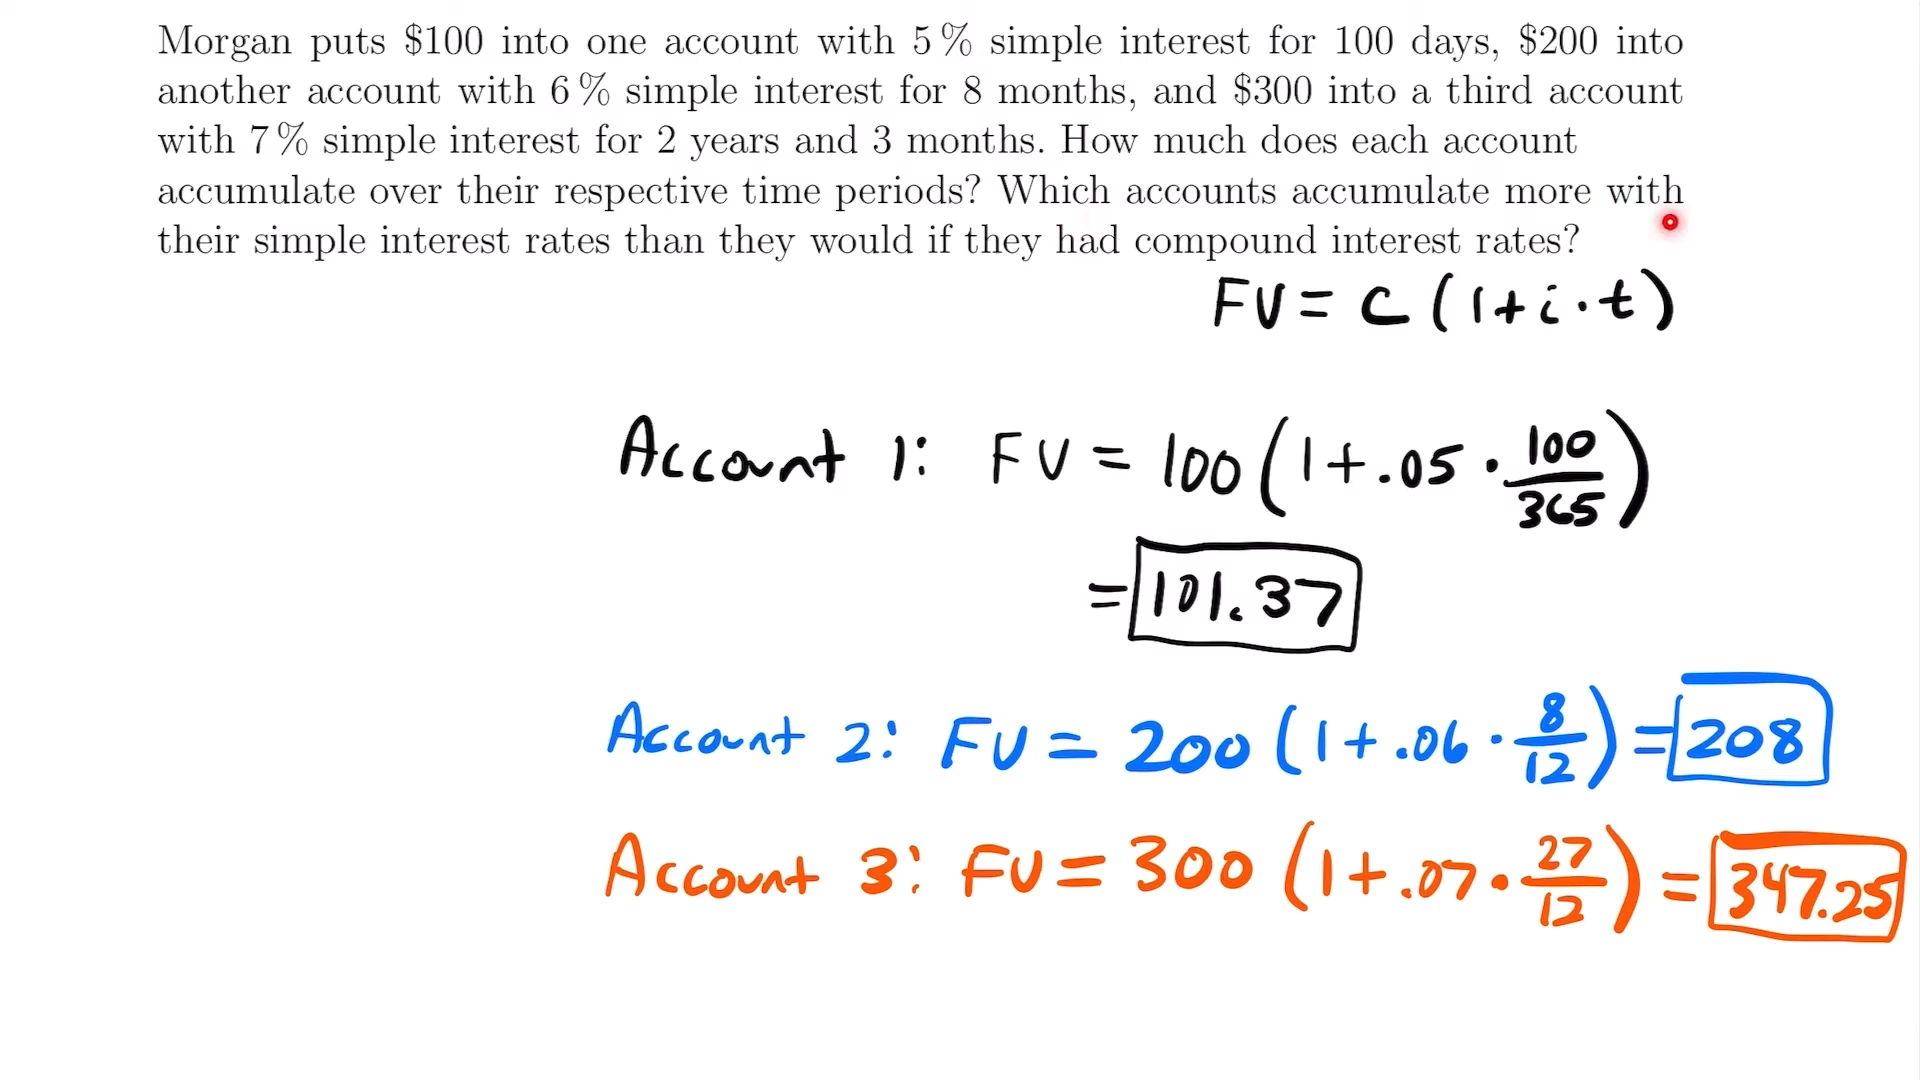 Morgan puts $100 into one account with 5 % simple interest for 100 days, $200 into
another account with 6 % simple interest for 8 months, and $300 into a third account
with 7 % simple interest for 2 years and 3 months. How much does each account
accumulate over their respective time periods? Which accounts accumulate more with
their simple interest rates than they would if they had compound interest rates?
FV = C (1 + i · t)
Account 1: FV = 100 (1 + .05 · 100/365)
= 101.37
Account 2: FV = 200 (1 + .06 · 8/12) = 208
Account 3: FV = 300 (1 + .07 · 27/12) = 347.25